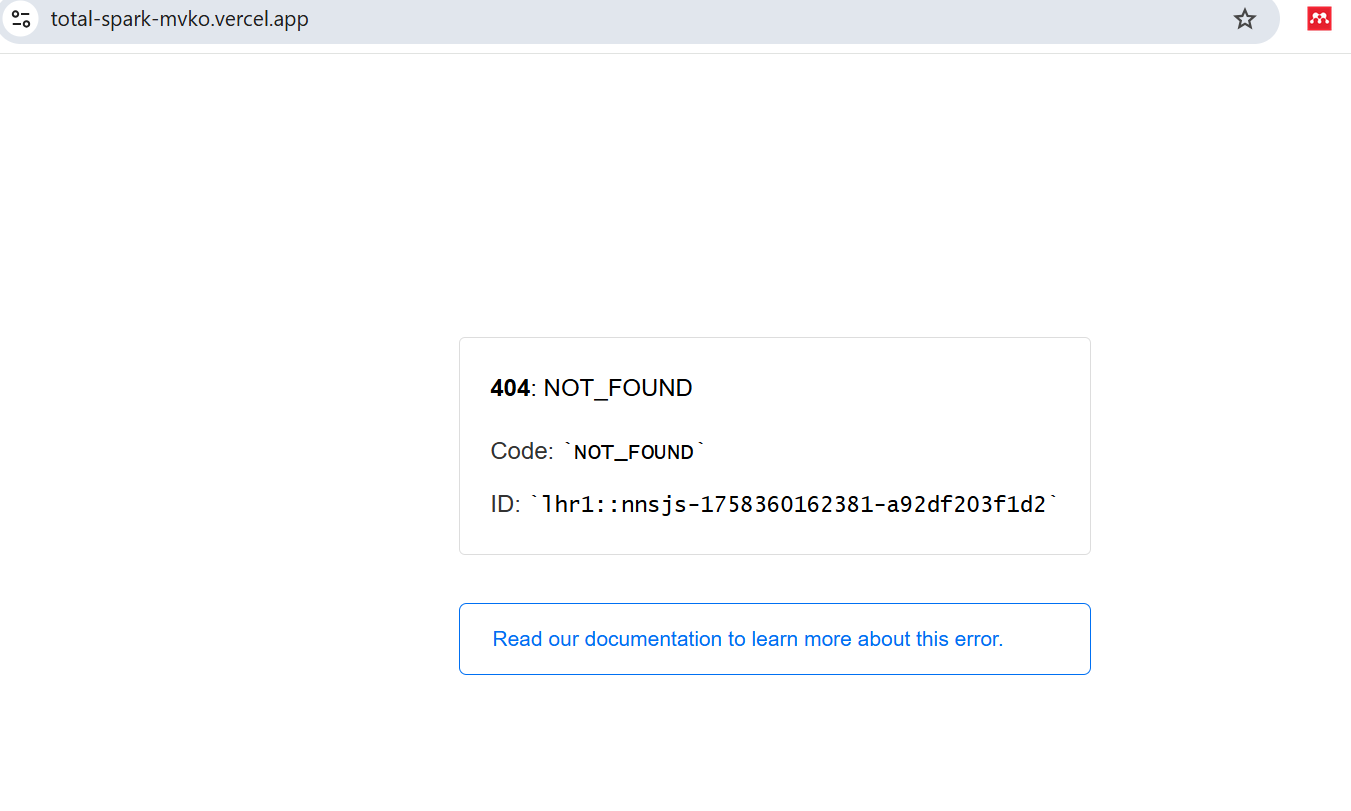 total-spark-mvko.vercel.app
404: NOT_FOUND
Code: `NOT_FOUND`
ID: `lhr1::nnsjs-1758360162381-a92df203f1d2`
Read our documentation to learn more about this error.